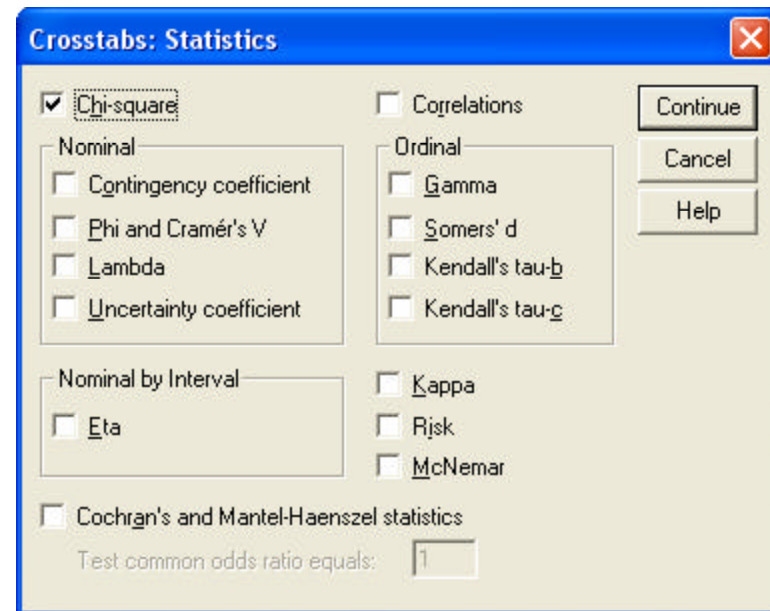 Crosstabs: Statistics
Chi-square
Correlations
Continue
Nominal
Ordinal
Cancel
Contingency coefficient
Gamma
Help
Phi and Cramér's V
Somers' d
Lambda
Kendall's tau-b
Uncertainty coefficient
Kendall's tau-c
Nominal by Interval
Kappa
Eta
Risk
McNemar
Cochran's and Mantel-Haenszel statistics
Test common odds ratio equals: 1